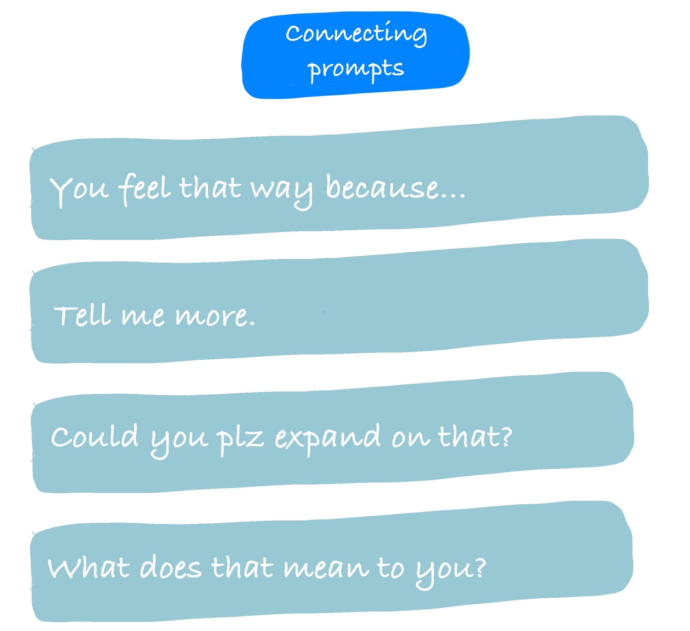 Connecting
prompts
You feel that way because...
Tell me more.
Could you plz expand on that?
What does that mean to you?